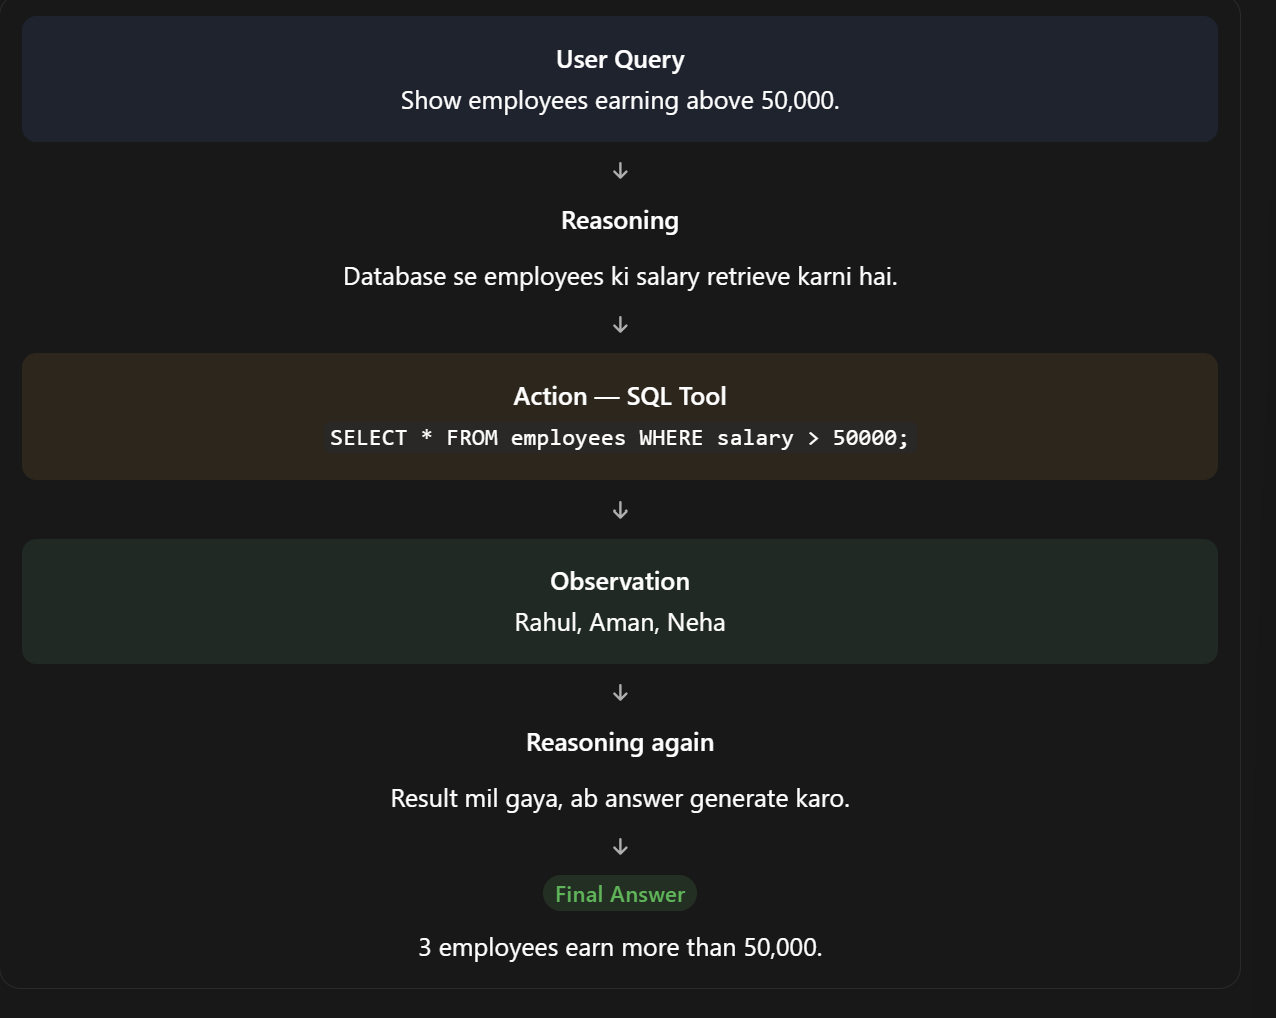 User Query
Show employees earning above 50,000.
↓
Reasoning
Database se employees ki salary retrieve karni hai.
↓
Action — SQL Tool
SELECT * FROM employees WHERE salary > 50000;
↓
Observation
Rahul, Aman, Neha
↓
Reasoning again
Result mil gaya, ab answer generate karo.
↓
Final Answer
3 employees earn more than 50,000.